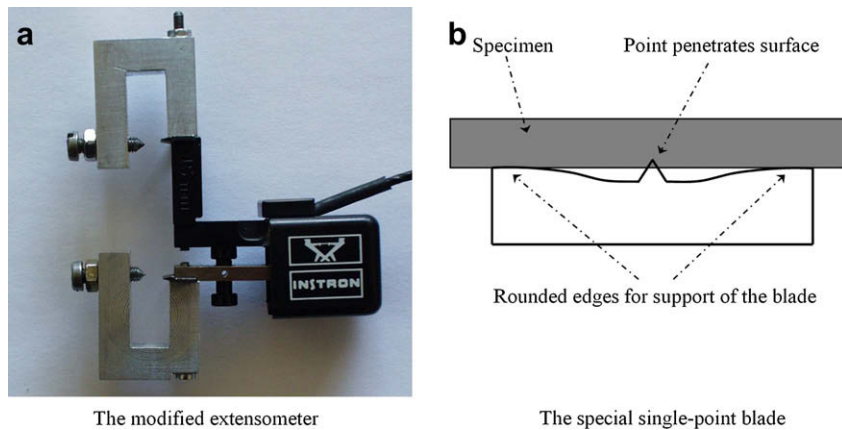 a
INSTRON
The modified extensometer
b
Specimen
Point penetrates surface
Rounded edges for support of the blade
The special single-point blade